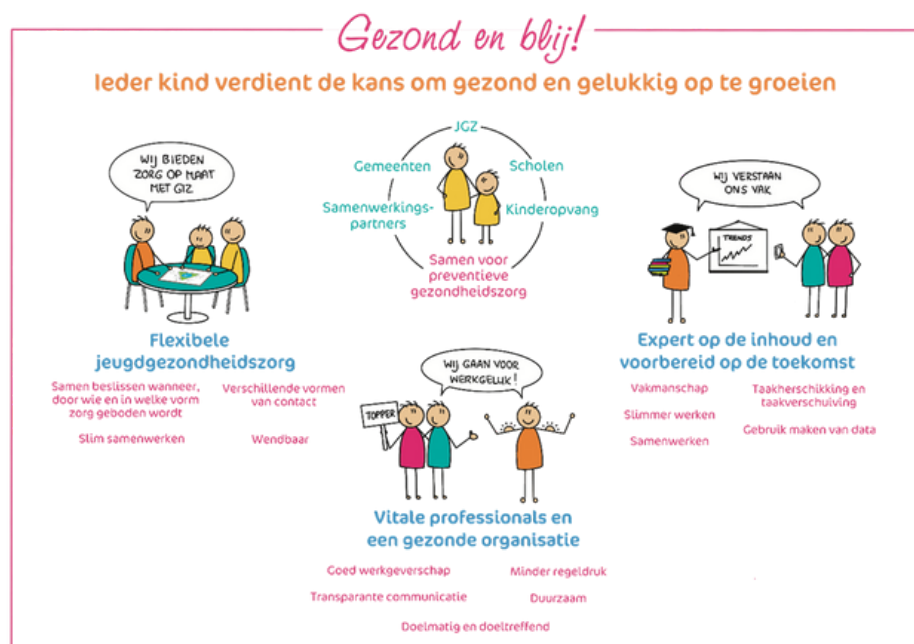 Gezond en blij!
Ieder kind verdient de kans om gezond en gelukkig op te groeien
JGZ
Gemeenten
Scholen
Samenwerkings-
partners
Kinderopvang
Samen voor
preventieve
gezondheidszorg
WIJ BIEDEN
ZORG OP MAAT
MET GIZ
Flexibele
jeugdgezondheidszorg
Samen beslissen wanneer,
door wie en in welke vorm
zorg geboden wordt
Verschillende vormen
van contact
Slim samenwerken
Wendbaar
WIJ VERSTAAN
ONS VAK
TRENDS
Expert op de inhoud en
voorbereid op de toekomst
Vakmanschap
Slimmer werken
Samenwerken
Taakherschikking en
taakverschuiving
Gebruik maken van data
WIJ GAAN VOOR
WERKGELUK!
TOPPER
Vitale professionals en
een gezonde organisatie
Goed werkgeverschap
Minder regeldruk
Transparante communicatie
Duurzaam
Doelmatig en doeltreffend